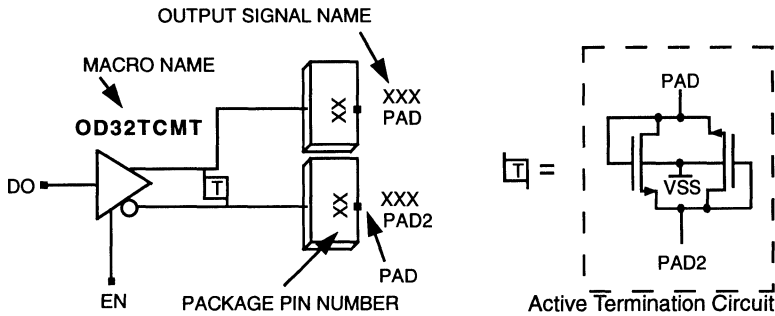 OUTPUT SIGNAL NAME
MACRO NAME
OD32TCMT
XX
XXX
PAD
DO
T
XX
XXX
PAD2
EN
PACKAGE PIN NUMBER
PAD
T =
PAD
VSS
PAD2
Active Termination Circuit